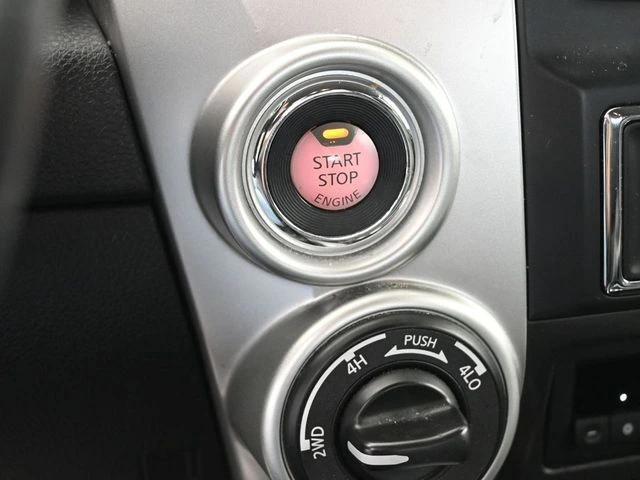 START
STOP
ENGINE
PUSH
4H
4LO
2WD